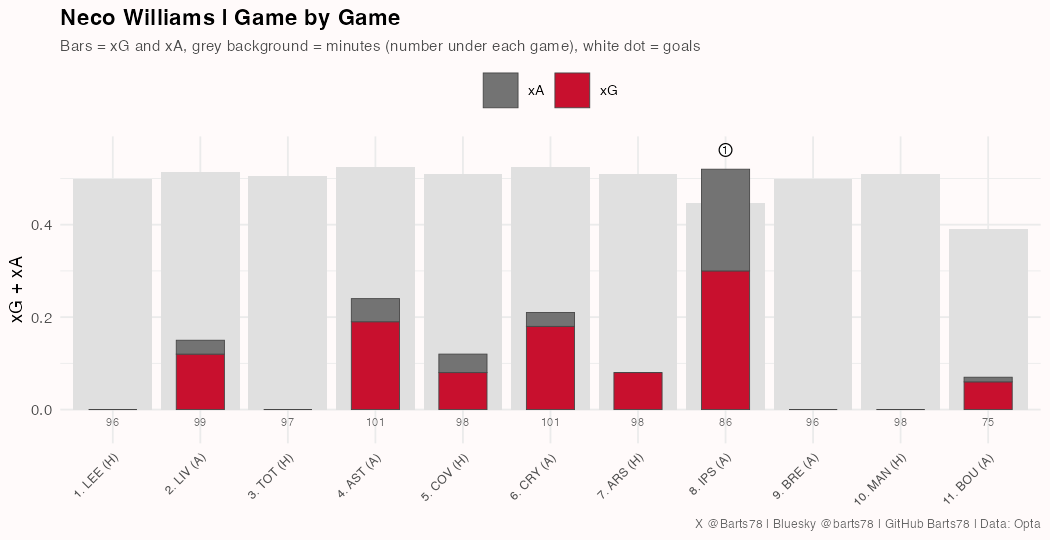 Neco Williams | Game by Game
Bars = xG and xA, grey background = minutes (number under each game), white dot = goals
xA xG
xG + xA
0.4
0.2
0.0
1
96 99 97 101 98 101 98 86 96 98 75
1. LEE (H) 2. LIV (A) 3. TOT (H) 4. AST (A) 5. COV (H) 6. CRY (A) 7. ARS (H) 8. IPS (A) 9. BRE (A) 10. MAN (H) 11. BOU (A)
X @Barts78 | Bluesky @barts78 | GitHub Barts78 | Data: Opta